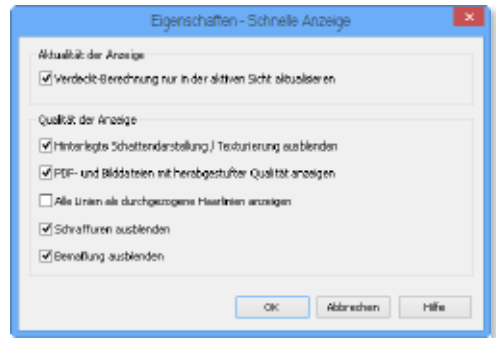 Eigenschaften - Schnelle Anzeige
Aktualität der Anzeige
Verdeckt-Berechnung nur in der aktiven Sicht aktualisieren
Qualität der Anzeige
Hinterlegte Schattendarstellung / Texturierung ausblenden
PDF- und Bilddateien mit herabgestufter Qualität anzeigen
Alle Linien als durchgezogene Haarlinien anzeigen
Schraffuren ausblenden
Bemaßung ausblenden
OK
Abbrechen
Hilfe